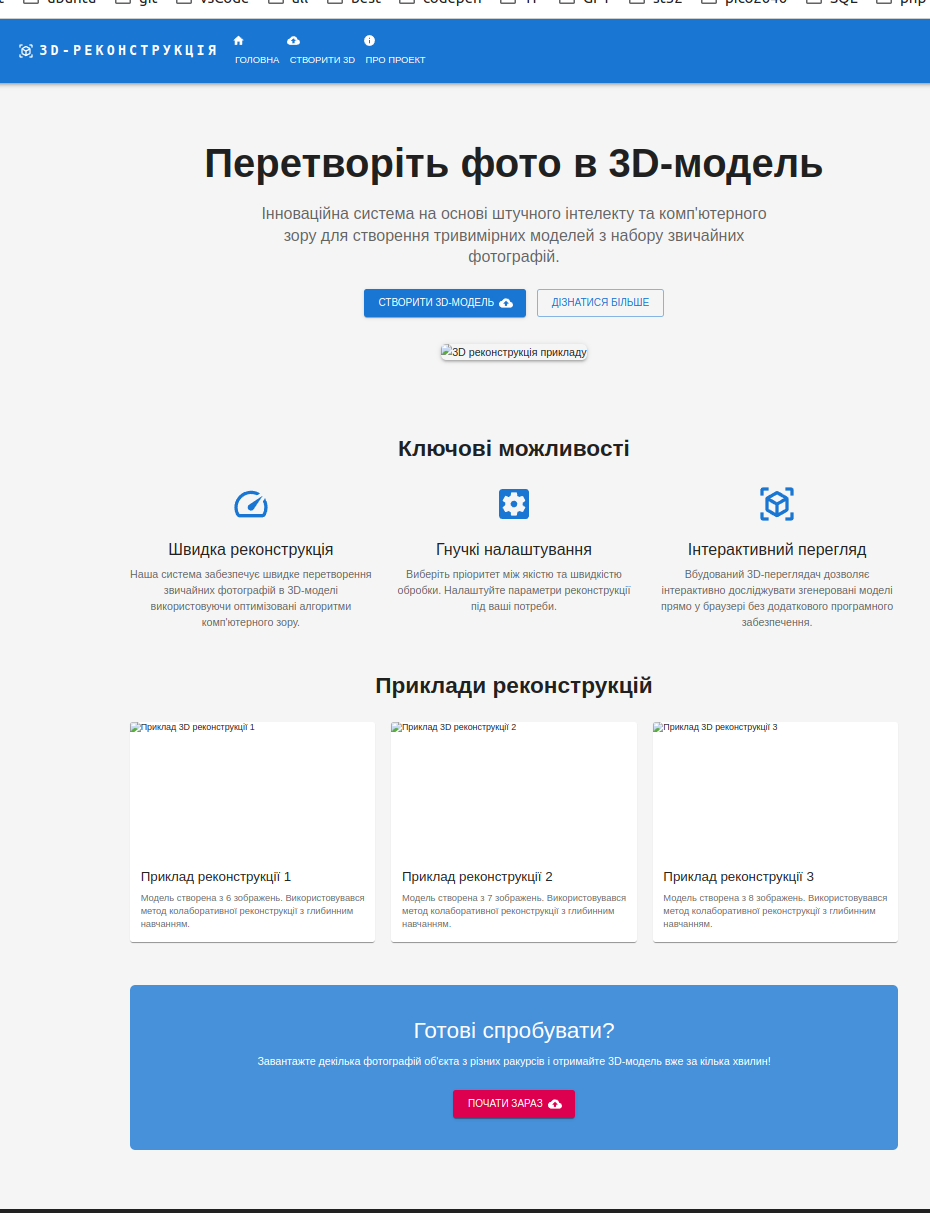 ubuntu git vscode all best codepen GPT st32 pico2040 SQL php
3D-РЕКОНСТРУКЦІЯ
ГОЛОВНА СТВОРИТИ 3D ПРО ПРОЕКТ
Перетворіть фото в 3D-модель
Інноваційна система на основі штучного інтелекту та комп'ютерного
зору для створення тривимірних моделей з набору звичайних
фотографій.
СТВОРИТИ 3D-МОДЕЛЬ ДІЗНАТИСЯ БІЛЬШЕ
3D реконструкція прикладу
Ключові можливості
Швидка реконструкція
Наша система забезпечує швидке перетворення
звичайних фотографій в 3D-моделі
використовуючи оптимізовані алгоритми
комп'ютерного зору.
Гнучкі налаштування
Виберіть пріоритет між якістю та швидкістю
обробки. Налаштуйте параметри реконструкції
під ваші потреби.
Інтерактивний перегляд
Вбудований 3D-переглядач дозволяє
інтерактивно досліджувати згенеровані моделі
прямо у браузері без додаткового програмного
забезпечення.
Приклади реконструкцій
Приклад 3D реконструкції 1
Приклад реконструкції 1
Модель створена з 6 зображень. Використовувався
метод колаборативної реконструкції з глибинним
навчанням.
Приклад 3D реконструкції 2
Приклад реконструкції 2
Модель створена з 7 зображень. Використовувався
метод колаборативної реконструкції з глибинним
навчанням.
Приклад 3D реконструкції 3
Приклад реконструкції 3
Модель створена з 8 зображень. Використовувався
метод колаборативної реконструкції з глибинним
навчанням.
Готові спробувати?
Завантажте декілька фотографій об'єкта з різних ракурсів і отримайте 3D-модель вже за кілька хвилин!
ПОЧАТИ ЗАРАЗ